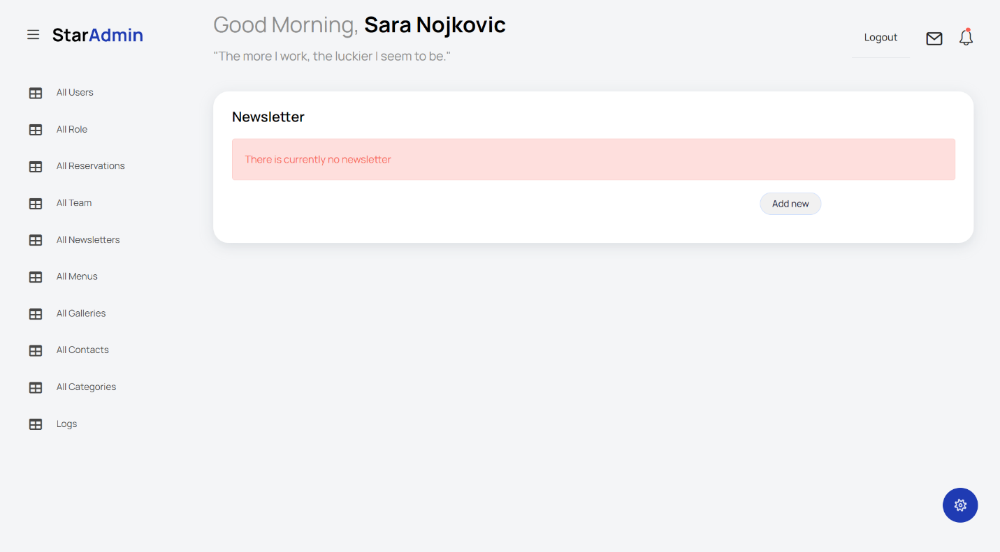 StarAdmin
Good Morning, Sara Nojkovic
"The more I work, the luckier I seem to be."
Logout
All Users
All Role
All Reservations
All Team
All Newsletters
All Menus
All Galleries
All Contacts
All Categories
Logs
Newsletter
There is currently no newsletter
Add new